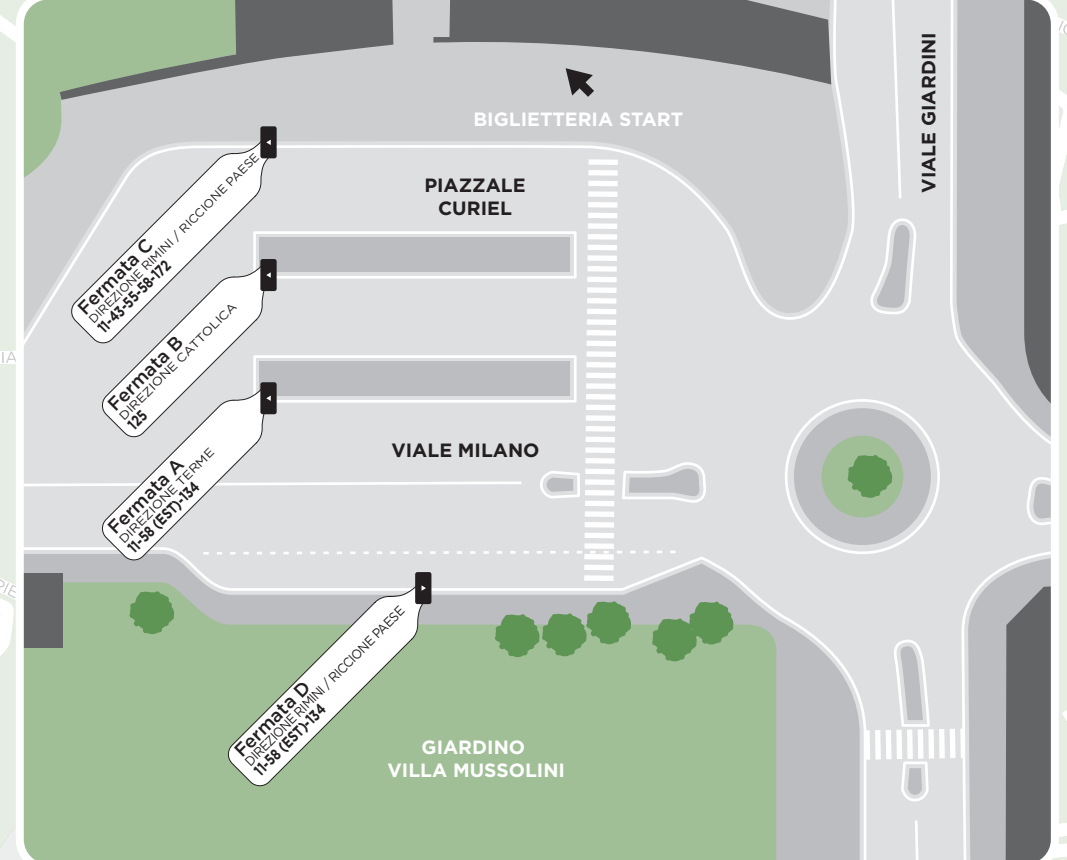 VIALE GIARDINI
BIGLIETTERIA START
PIAZZALE
CURIEL
Fermata C
DIREZIONE RIMINI / RICCIONE PAESE
11-43-55-58-172
Fermata B
DIREZIONE CATTOLICA
125
VIALE MILANO
Fermata A
DIREZIONE TERME
11-58 (EST)-134
Fermata D
DIREZIONE RIMINI / RICCIONE PAESE
11-58 (EST)-134
GIARDINO
VILLA MUSSOLINI